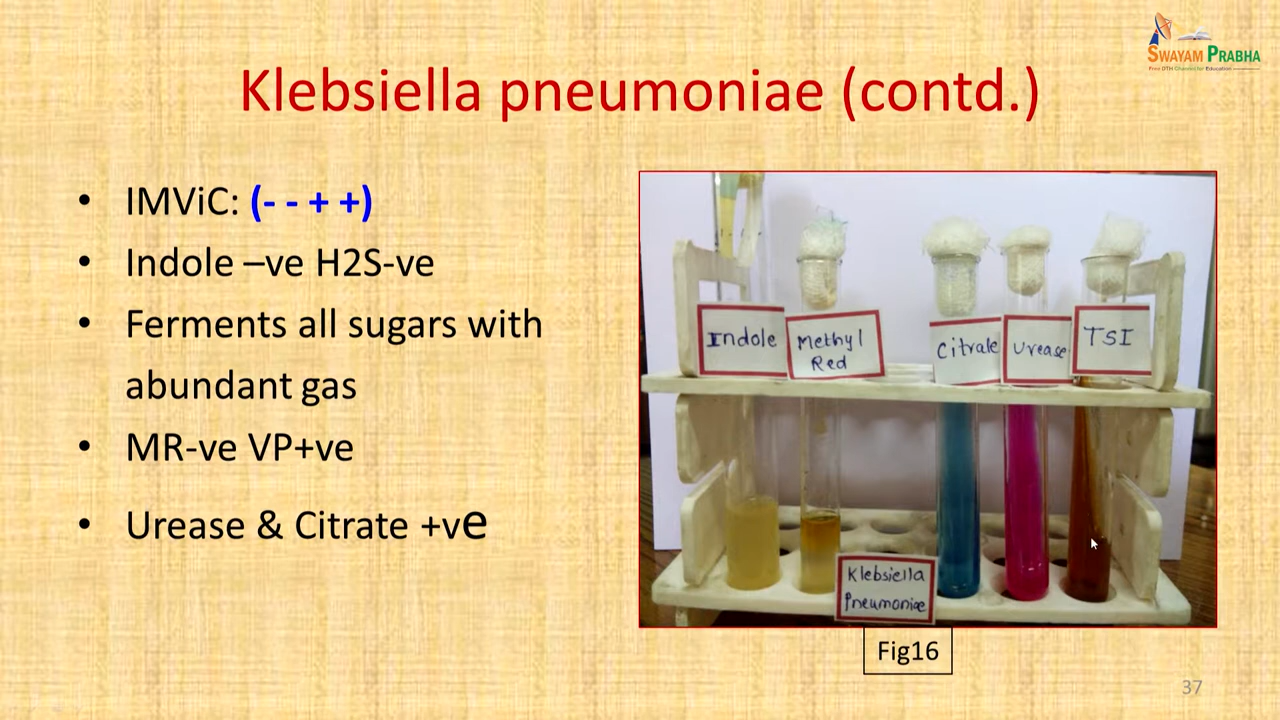 SWAYAM PRABHA
Free DTH Channel for Education
Klebsiella pneumoniae (contd.)
• IMViC: (- - + +)
• Indole –ve H2S-ve
• Ferments all sugars with
abundant gas
• MR-ve VP+ve
• Urease & Citrate +ve
Indole
Methyl
Red
Citrate
Urease
TSI
Klebsiella
Pneumoniae
Fig16
37